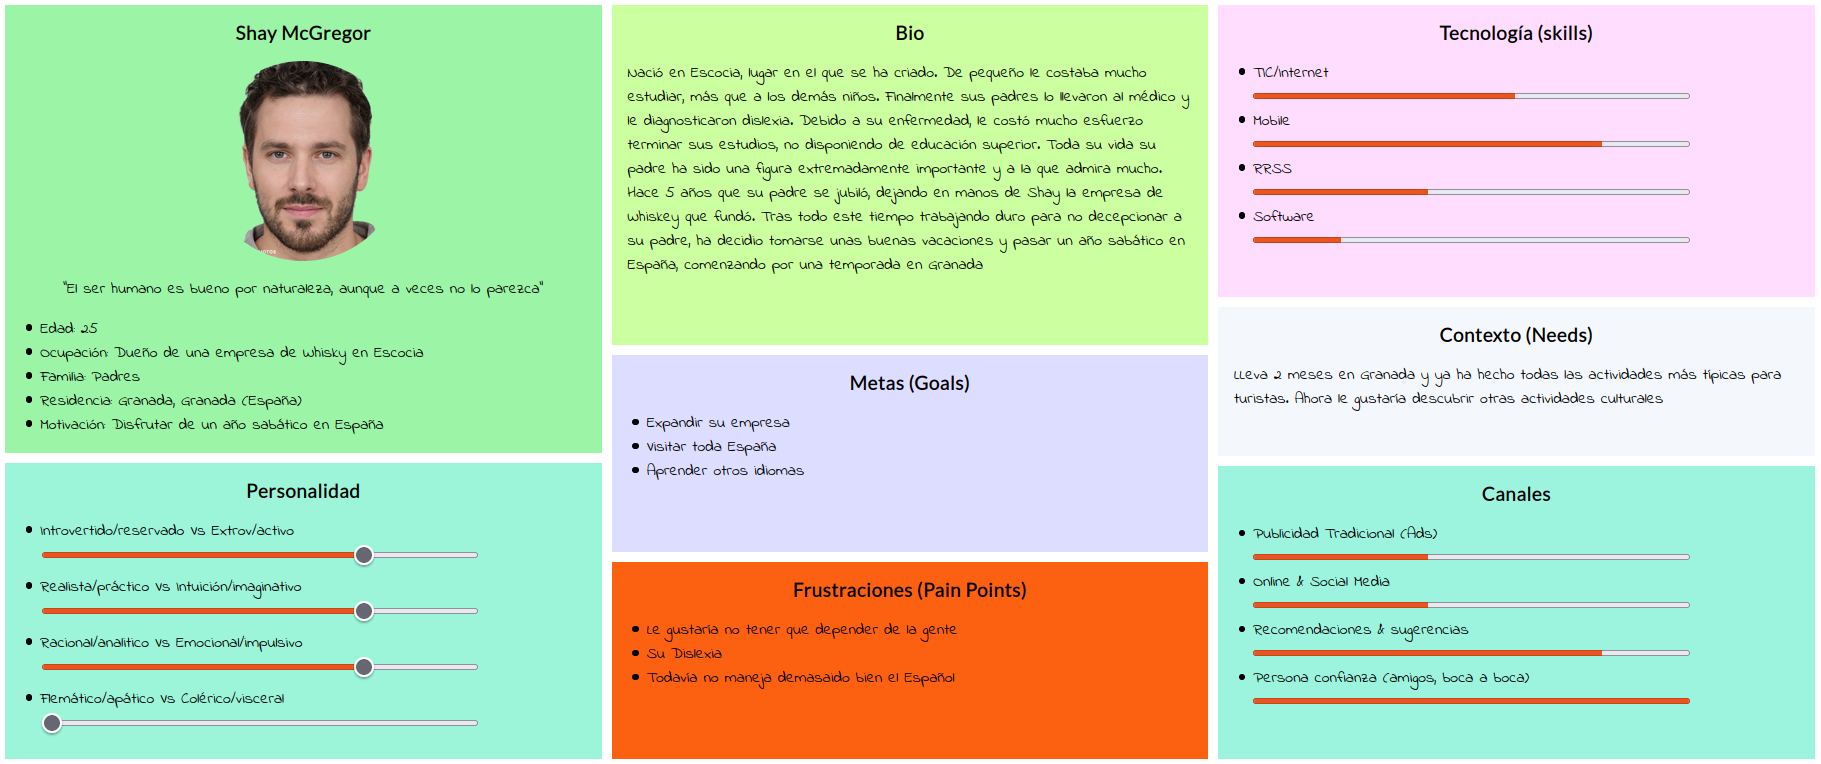 Shay McGregor
"El ser humano es bueno por naturaleza, aunque a veces no lo parezca"
Edad: 25
Ocupación: Dueño de una empresa de whisky en Escocia
Familia: Padres
Residencia: Granada, Granada (España)
Motivación: Disfrutar de un año sabático en España
Personalidad
Introvertido/reservado Vs Extrov/activo
Realista/práctico Vs Intuición/imaginativo
Racional/analítico Vs Emocional/impulsivo
Flemático/apático Vs Colérico/visceral
Bio
Nació en Escocia, lugar en el que se ha criado. De pequeño le costaba mucho
estudiar, más que a los demás niños. Finalmente sus padres lo llevaron al médico y
le diagnosticaron dislexia. Debido a su enfermedad, le costó mucho esfuerzo
terminar sus estudios, no disponiendo de educación superior. Toda su vida su
padre ha sido una figura extremadamente importante y a la que admira mucho.
Hace 5 años que su padre se jubiló, dejando en manos de Shay la empresa de
whiskey que fundó. Tras todo este tiempo trabajando duro para no decepcionar a
su padre, ha decidio tomarse unas buenas vacaciones y pasar un año sabático en
España, comenzando por una temporada en Granada
Metas (Goals)
Expandir su empresa
Visitar toda España
Aprender otros idiomas
Frustraciones (Pain Points)
Le gustaría no tener que depender de la gente
Su Dislexia
Todavía no maneja demasaido bien el Español
Tecnología (skills)
TIC/Internet
Mobile
RRSS
Software
Contexto (Needs)
LLeva 2 meses en Granada y ya ha hecho todas las actividades más típicas para
turistas. Ahora le gustaría descubrir otras actividades culturales
Canales
Publicidad Tradicional (Ads)
Online & Social Media
Recomendaciones & sugerencias
Persona confianza (amigos, boca a boca)